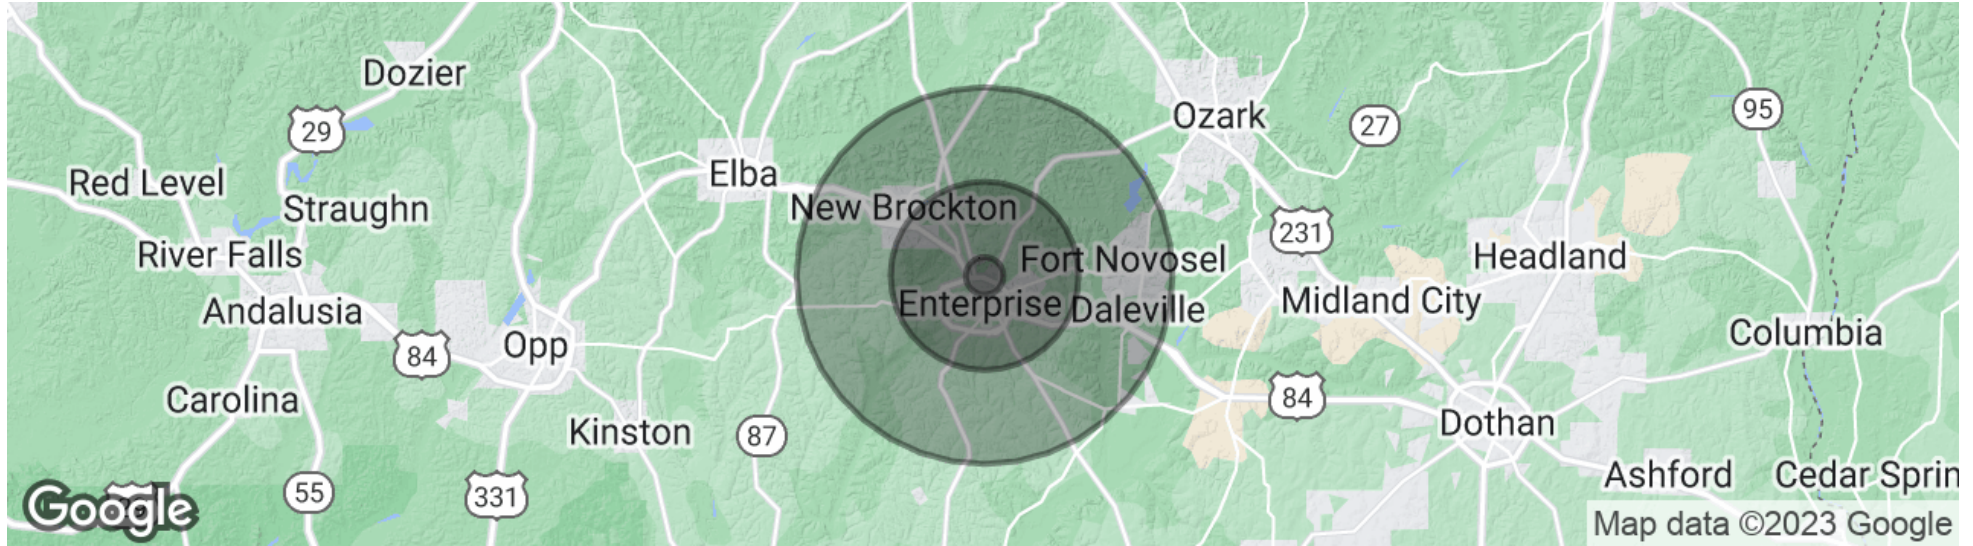 Dozier
Ozark
29
27
95
Red Level
Elba
Straughn
New Brockton
231
River Falls
Fort Novosel
Headland
Andalusia
Enterprise
Daleville
Midland City
Opp
84
Columbia
Carolina
84
Kinston
87
Dothan
Ashford
Cedar Sprin
55
331
Google
Map data ©2023 Google